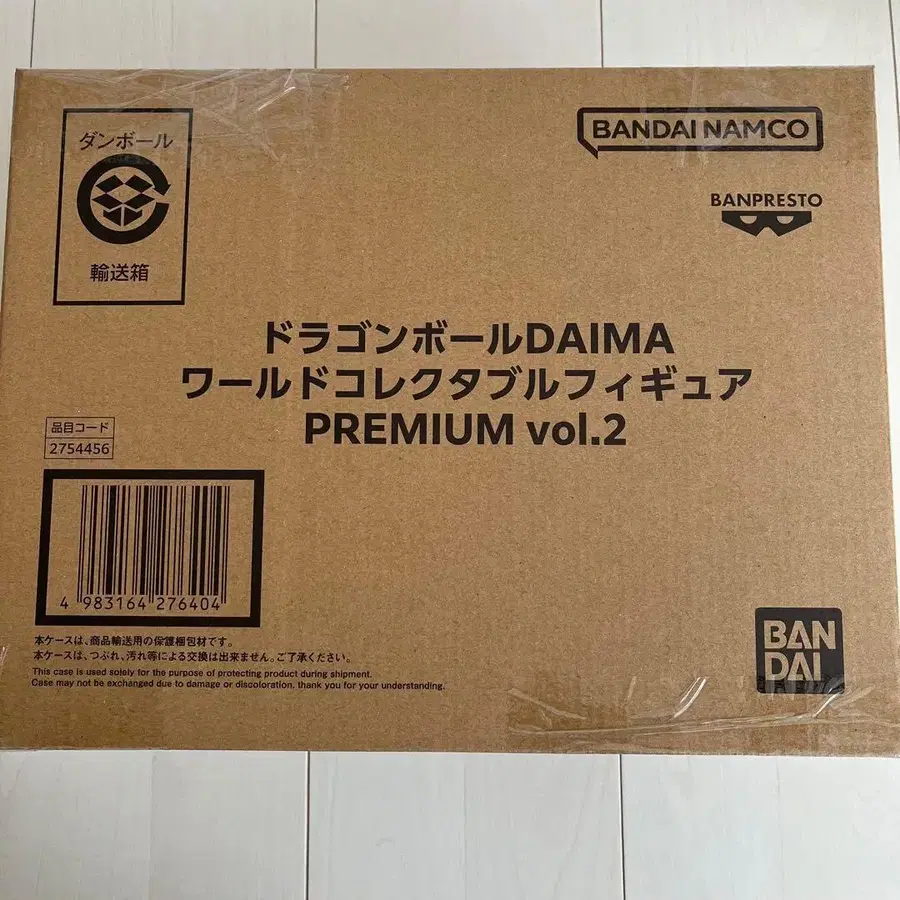 ダンボール
輸送箱
BANDAI NAMCO
BANPRESTO
ドラゴンボールDAIMA
ワールドコレクタブルフィギュア
PREMIUM vol.2
品目コード
2754456
4 983164 276404
本ケースは、商品輸送用の保護梱包材です。
本ケースは、つぶれ、汚れ等による交換は出来ません。ご了承ください。
This case is used solely for the purpose of protecting product during shipment.
Case may not be exchanged due to damage or discoloration, thank you for your understanding.
BAN
DAI